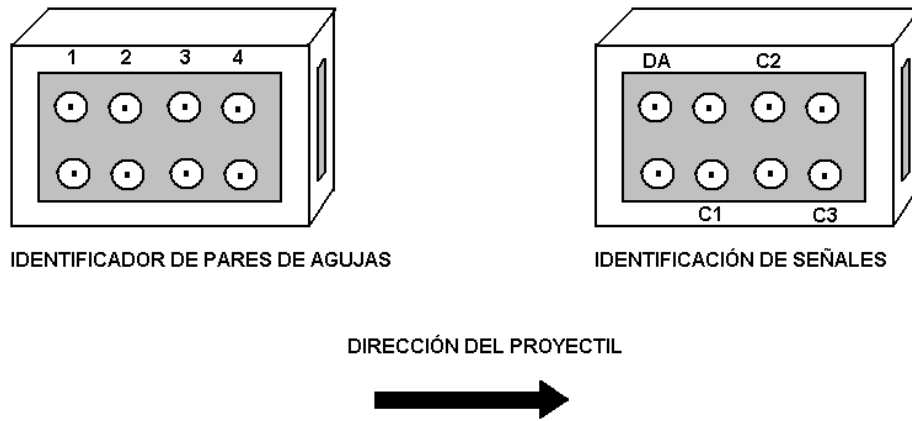 1 2 3 4
DA C2
C1 C3
IDENTIFICADOR DE PARES DE AGUJAS
IDENTIFICACIÓN DE SEÑALES
DIRECCIÓN DEL PROYECTIL